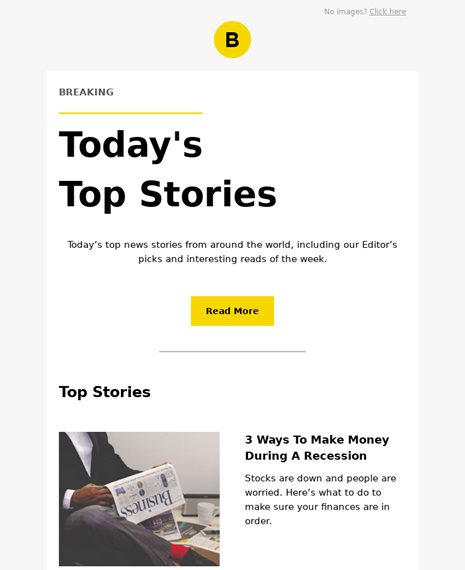 No images? Click here
B
BREAKING
Today's
Top Stories
Today’s top news stories from around the world, including our Editor’s
picks and interesting reads of the week.
Read More
Top Stories
3 Ways To Make Money
During A Recession
Stocks are down and people are
worried. Here’s what to do to
make sure your finances are in
order.
Business